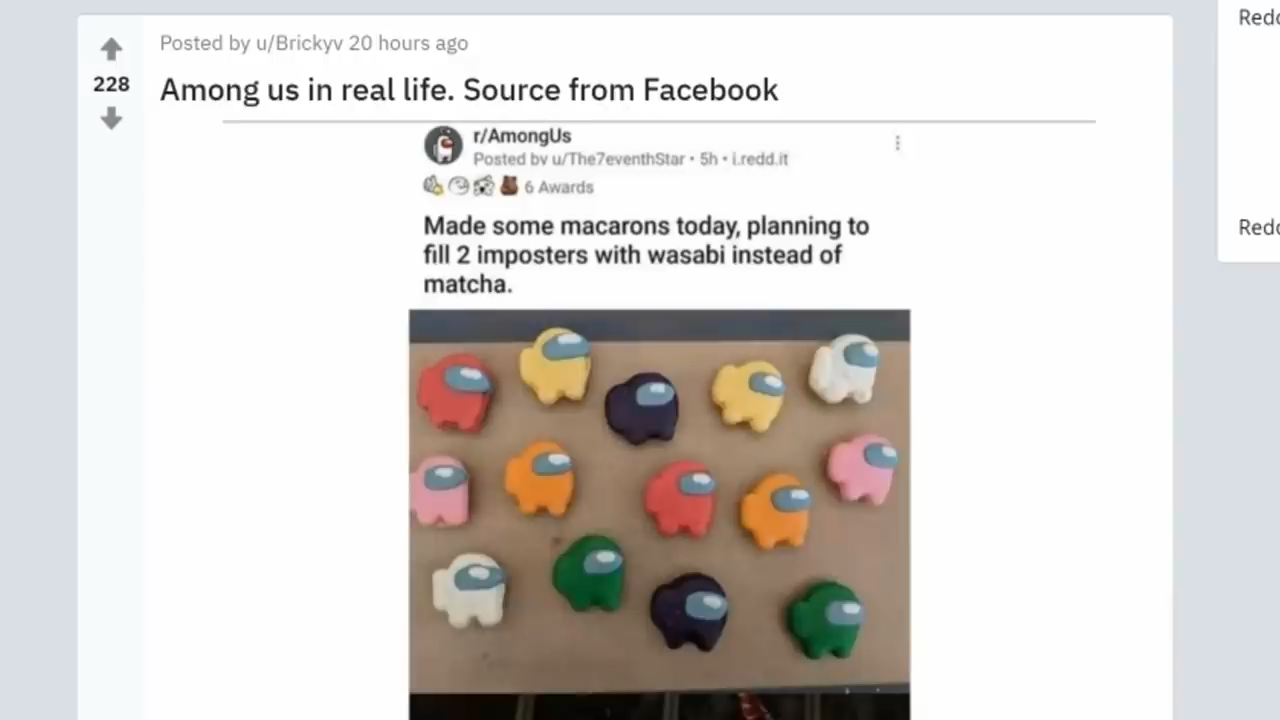 Posted by u/Brickyv 20 hours ago
228
Among us in real life. Source from Facebook
r/AmongUs
Posted by u/The7eventhStar • 5h • i.redd.it
6 Awards
Made some macarons today, planning to
fill 2 imposters with wasabi instead of
matcha.